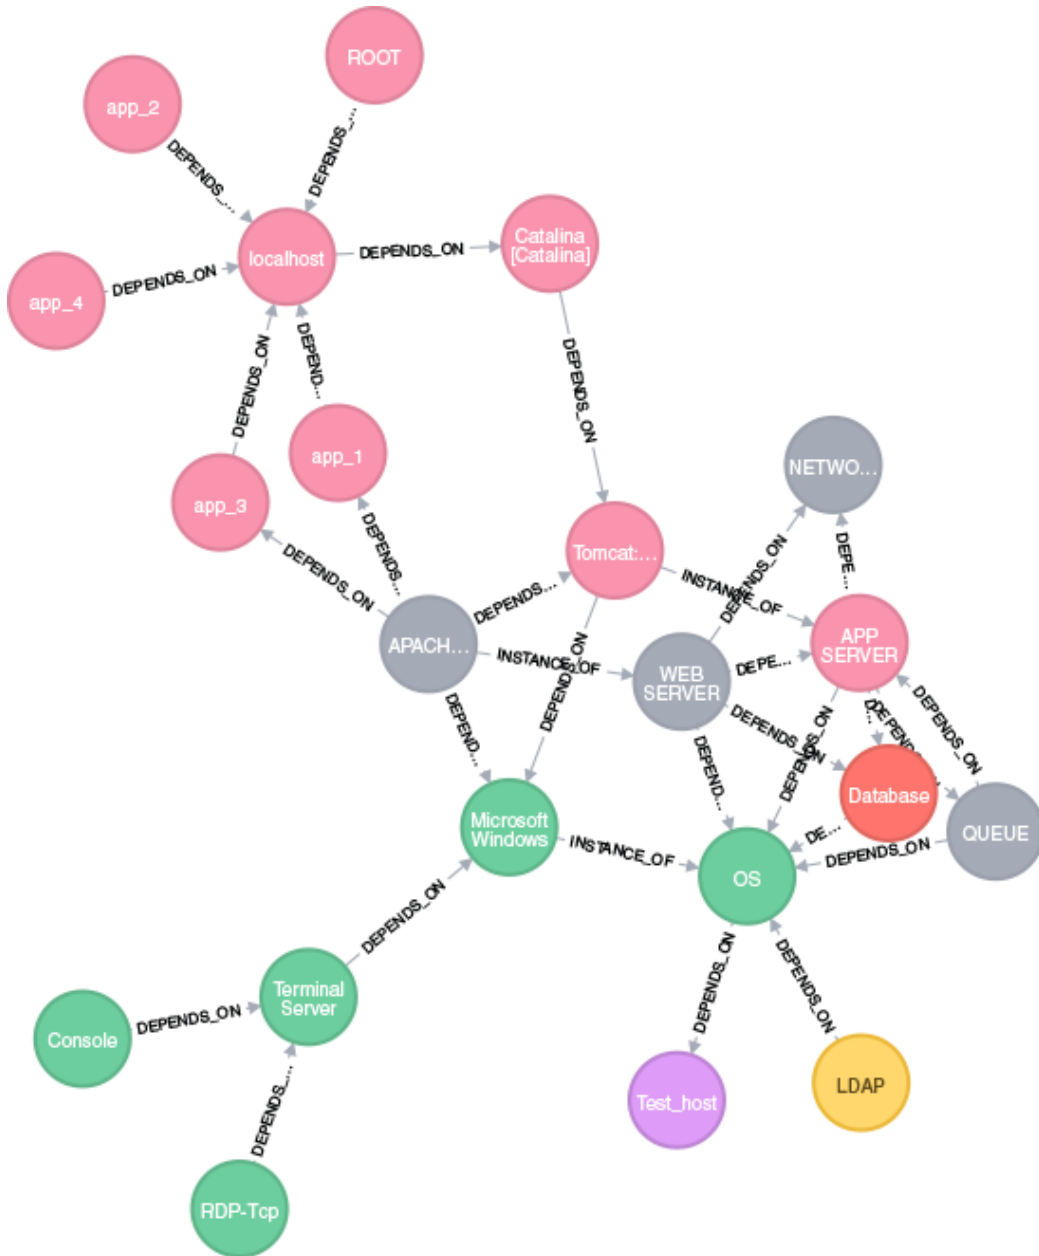 ROOT
app_2
DEPENDS_...
DEPENDS_...
Catalina
[Catalina]
localhost
DEPENDS_ON
DEPENDS_ON
app_4
DEPENDS_ON
DEPEND...
DEPENDS_ON
app_1
NETWO...
app_3
DEPENDS_ON
DEPENDS...
DEPENDS_ON
Tomcat:...
DEPE...
INSTANCE_OF
DEPENDS...
APACH...
APP
SERVER
INSTANCE_OF
DEPE...
WEB
SERVER
DEPENDS_ON
DEPEND...
DEPENDS_ON
DEPENDS_ON
D...
DEPENDS...
DEPENDS_ON
DEPEND...
Database
Microsoft
Windows
DE...
QUEUE
INSTANCE_OF
DEPENDS_ON
OS
DEPENDS_ON
DEPENDS_ON
DEPENDS_ON
Terminal
Server
DEPENDS_ON
Console
LDAP
Test_host
DEPENDS_...
RDP-Tcp